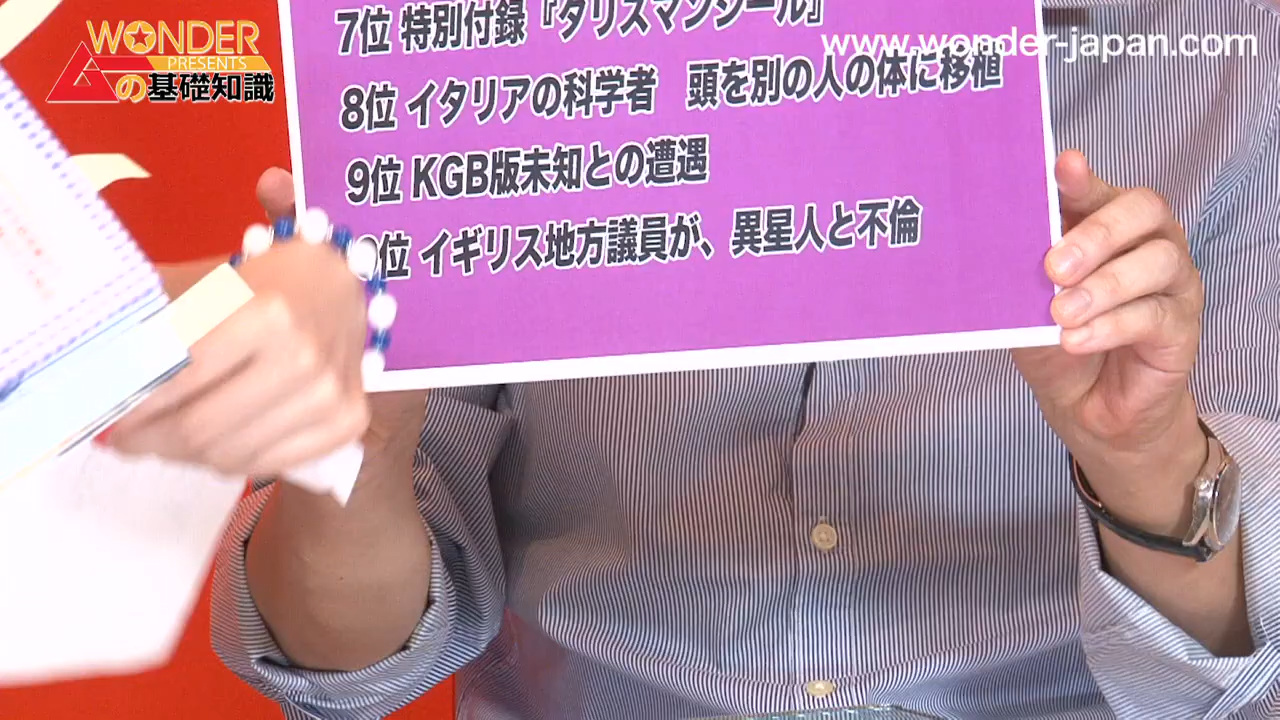 WONDER
PRESENTS
ムーの基礎知識
www.wonder-japan.com
7位 特別付録『タリスマンシール』
8位 イタリアの科学者 頭を別の人の体に移植
9位 KGB版未知との遭遇
0位 イギリス地方議員が、異星人と不倫